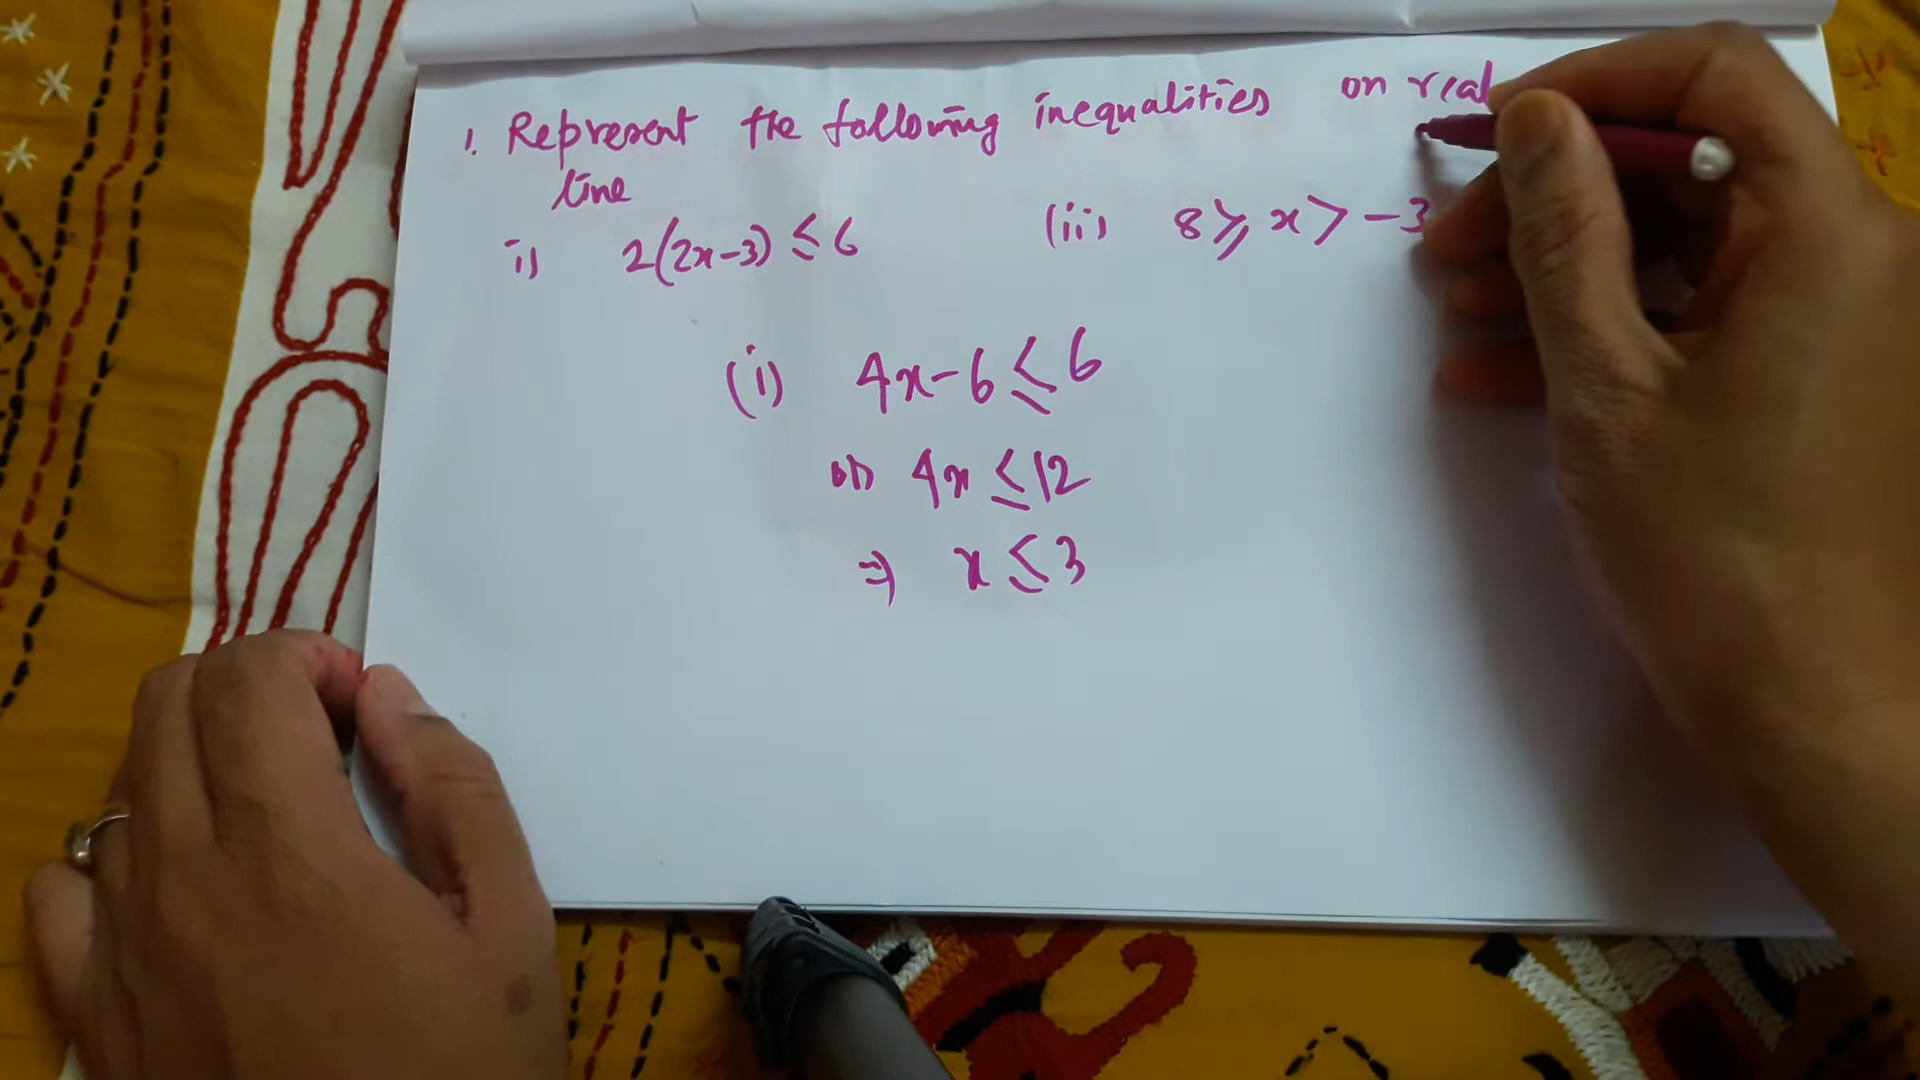 1. Represent the following inequalities on real
line
i) 2(2x-3) ≤ 6 (ii) 8 ≥ x > -3
(i) 4x-6 ≤ 6
or 4x ≤ 12
⇒ x ≤ 3